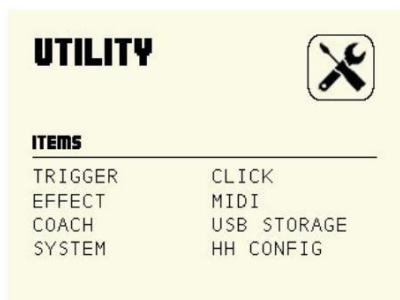 UTILITY
ITEMS
TRIGGER CLICK
EFFECT MIDI
COACH USB STORAGE
SYSTEM HH CONFIG